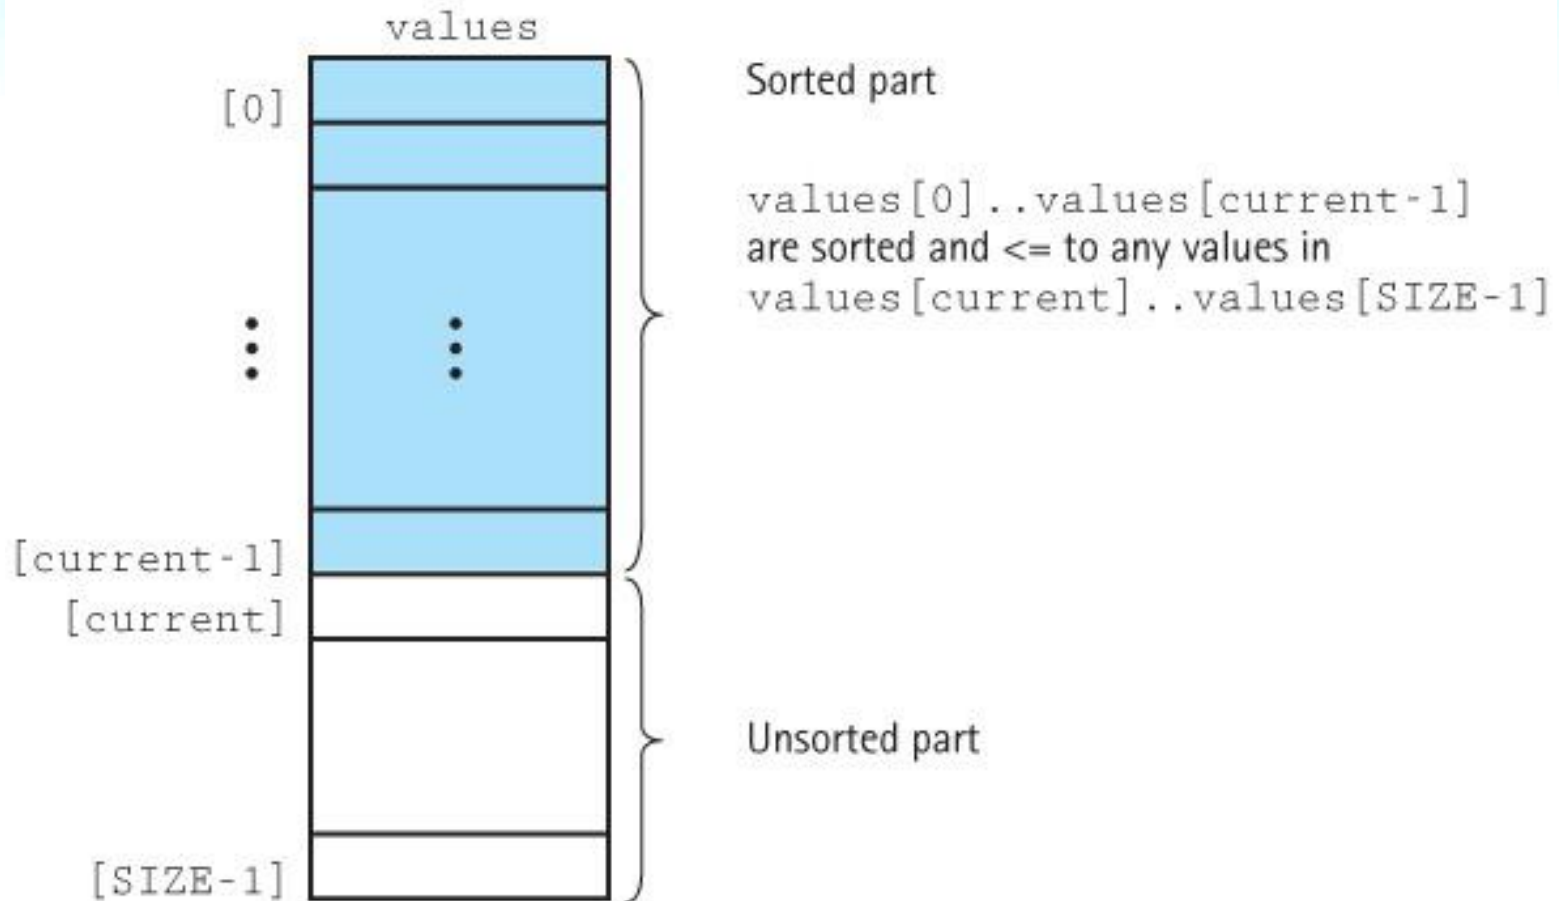 values
[0]
Sorted part
values[0]..values[current-1]
are sorted and <= to any values in
values[current]..values[SIZE-1]
[current-1]
[current]
Unsorted part
[SIZE-1]